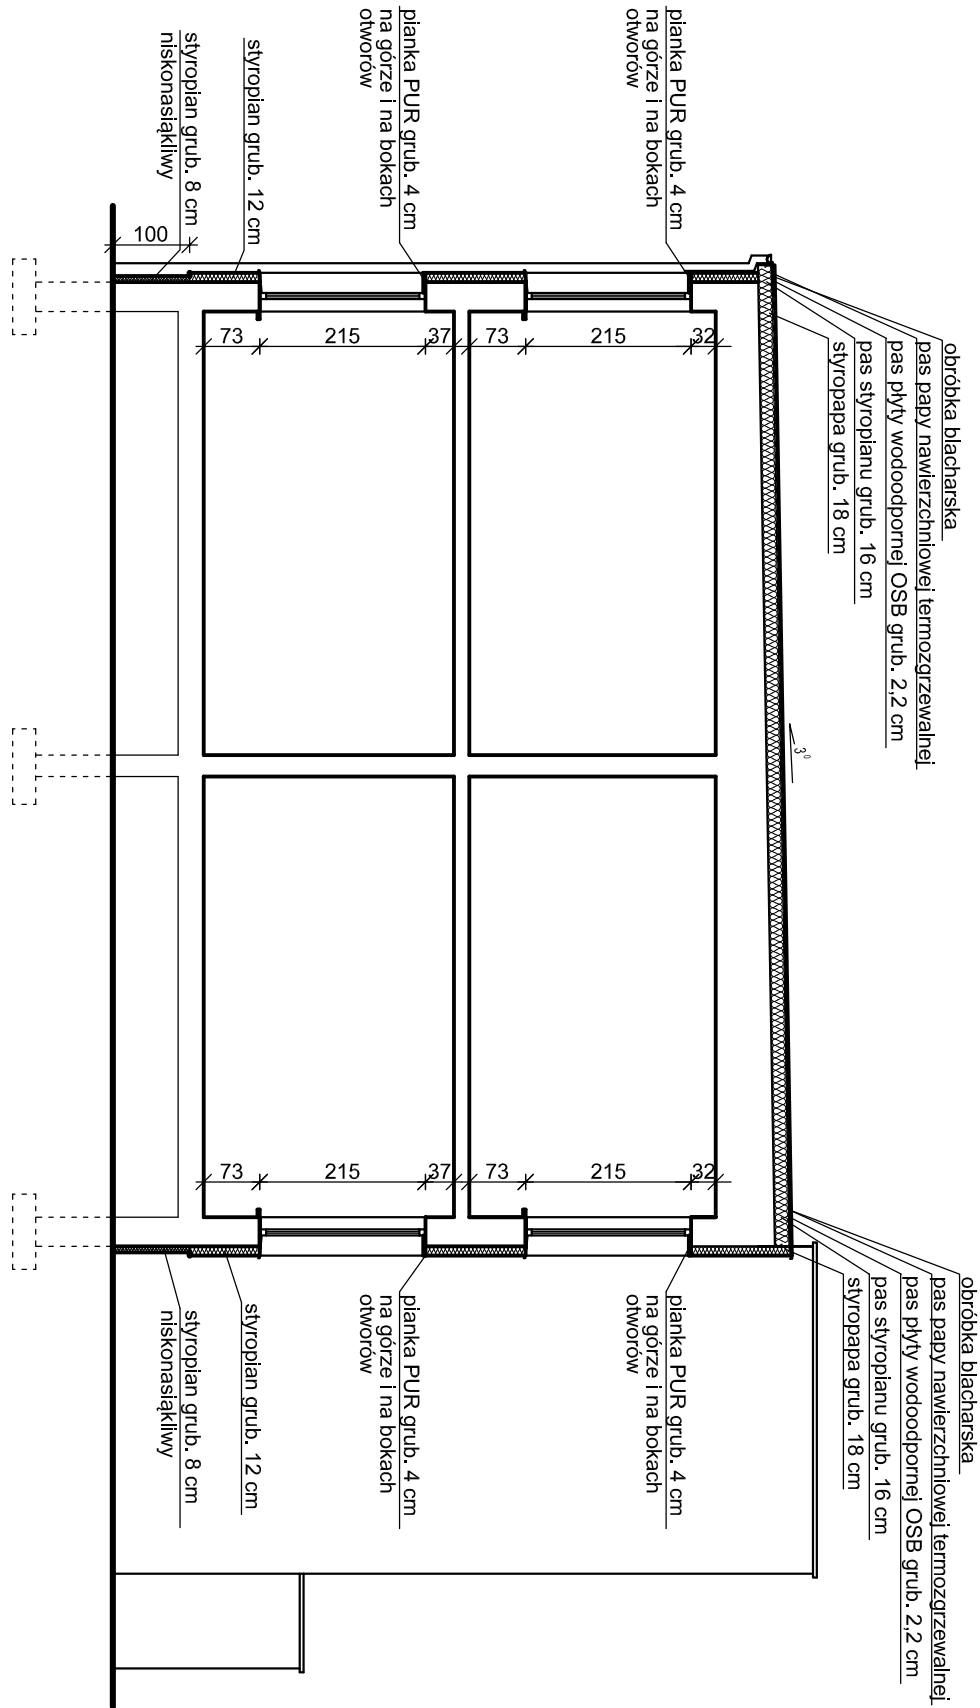 obróbka blacharska
pas papy nawierzchniowej termozgrzewalnej
pas płyty wodoodpornej OSB grub. 2,2 cm
pas styropianu grub. 16 cm
styropapa grub. 18 cm
pianka PUR grub. 4 cm
na górze i na bokach
otworów
pianka PUR grub. 4 cm
na górze i na bokach
otworów
styropian grub. 12 cm
styropian grub. 8 cm
niskonasiąkliwy
3°
32
215
73
37
215
73
100
32
215
73
37
215
73
obróbka blacharska
pas papy nawierzchniowej termozgrzewalnej
pas płyty wodoodpornej OSB grub. 2,2 cm
pas styropianu grub. 16 cm
styropapa grub. 18 cm
pianka PUR grub. 4 cm
na górze i na bokach
otworów
pianka PUR grub. 4 cm
na górze i na bokach
otworów
styropian grub. 12 cm
styropian grub. 8 cm
niskonasiąkliwy